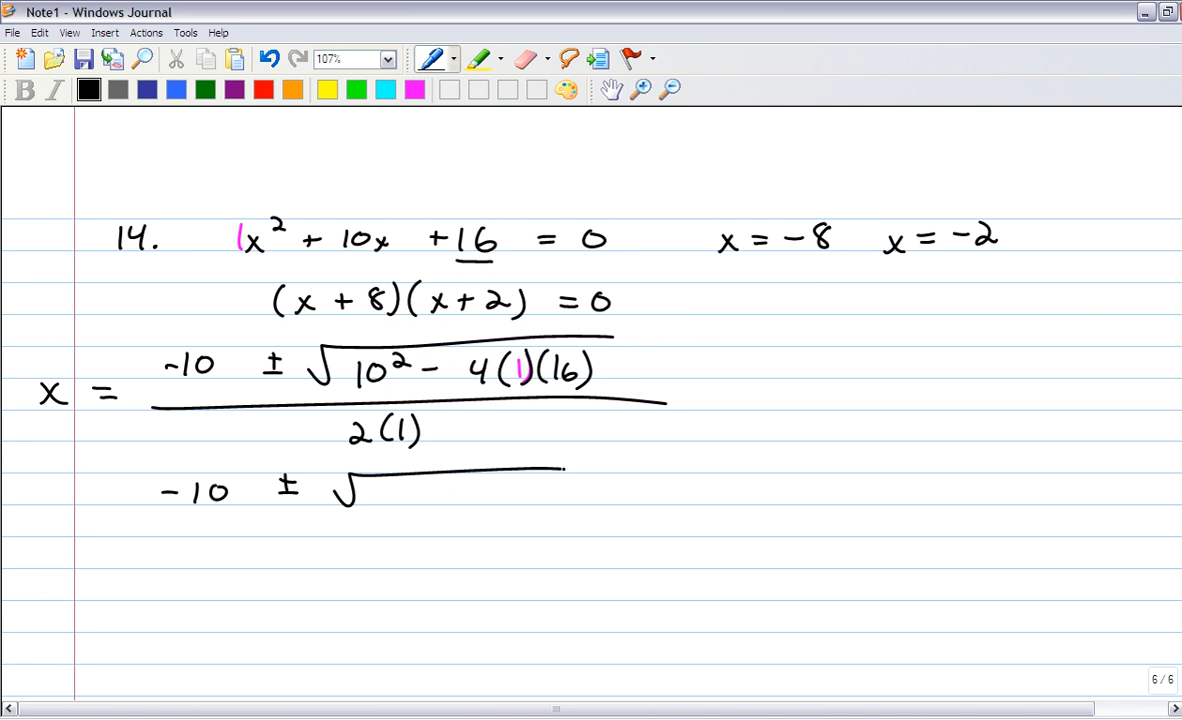 Note1 - Windows Journal
File Edit View Insert Actions Tools Help
107%
B I
14. 1x² + 10x + 16 = 0 x = -8 x = -2
(x + 8)(x + 2) = 0
-10 ± √10² - 4(1)(16)
x =
2(1)
-10 ± √
6 / 6